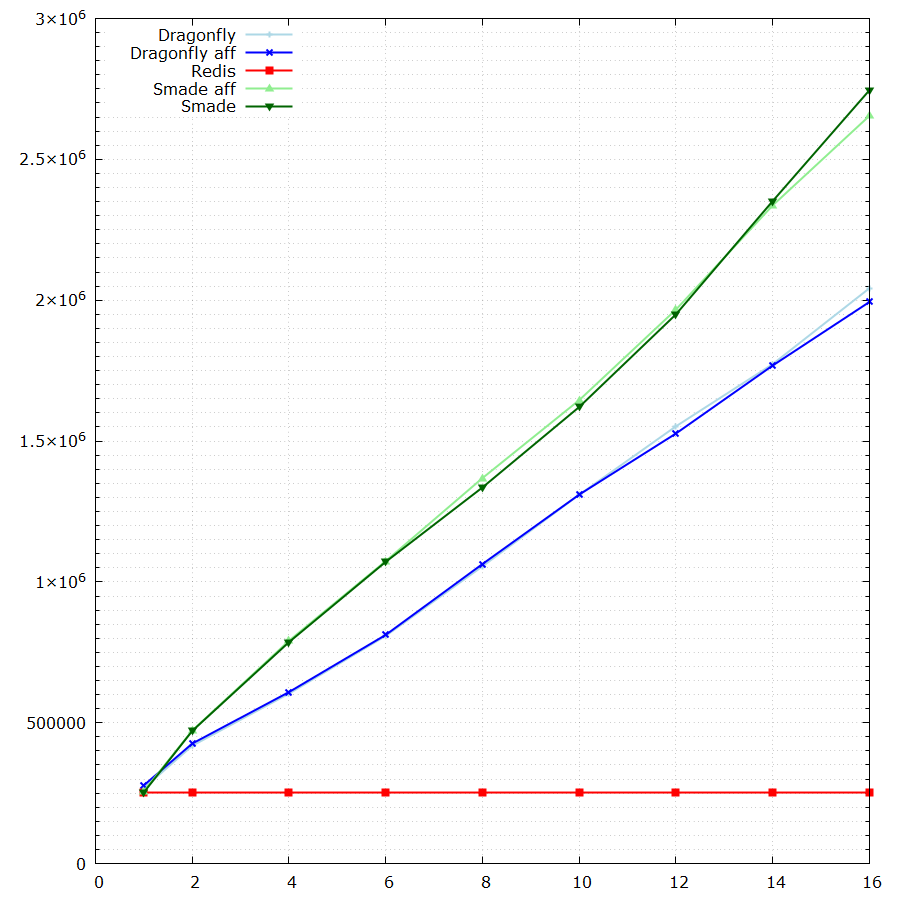 3×10⁶
2.5×10⁶
2×10⁶
1.5×10⁶
1×10⁶
500000
0
0 2 4 6 8 10 12 14 16
Dragonfly
Dragonfly aff
Redis
Smade aff
Smade